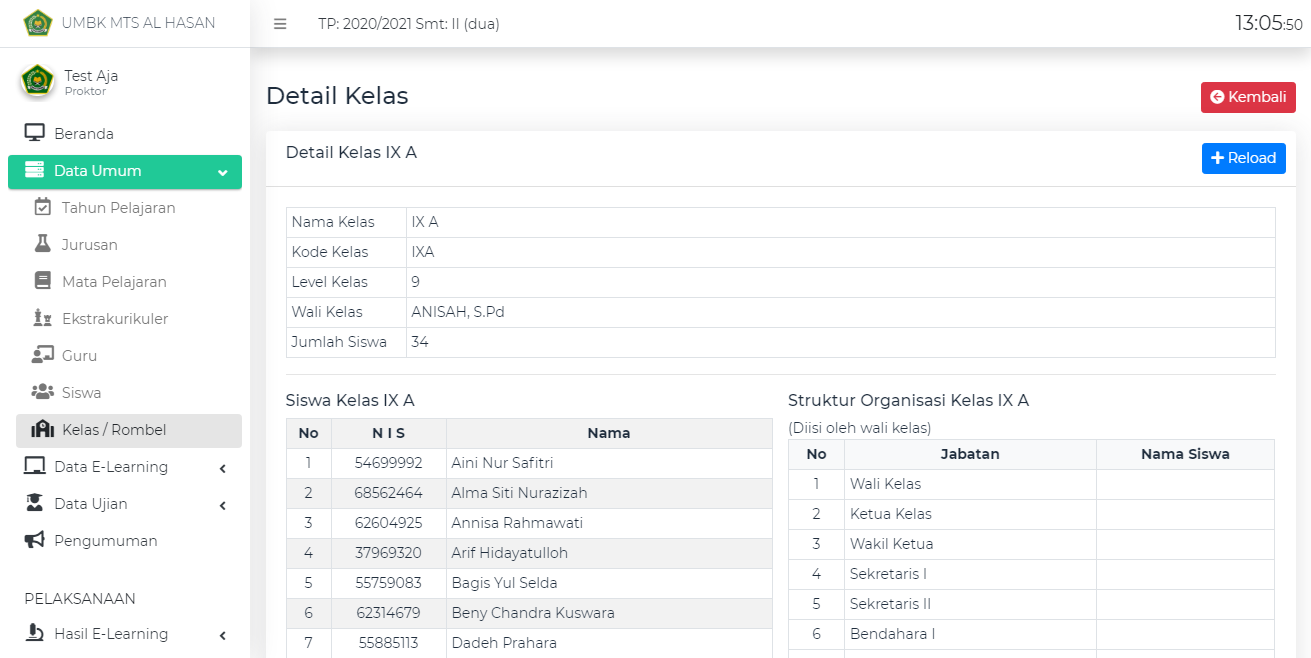 UMBK MTS AL HASAN
TP: 2020/2021 Smt: II (dua)
13:05:50
Test Aja
Proktor
Beranda
Data Umum
Tahun Pelajaran
Jurusan
Mata Pelajaran
Ekstrakurikuler
Guru
Siswa
Kelas / Rombel
Data E-Learning
Data Ujian
Pengumuman
PELAKSANAAN
Hasil E-Learning
Detail Kelas
Kembali
Detail Kelas IX A
Reload
Nama Kelas IX A
Kode Kelas IXA
Level Kelas 9
Wali Kelas ANISAH, S.Pd
Jumlah Siswa 34
Siswa Kelas IX A
No N I S Nama
1 54699992 Aini Nur Safitri
2 68562464 Alma Siti Nurazizah
3 62604925 Annisa Rahmawati
4 37969320 Arif Hidayatulloh
5 55759083 Bagis Yul Selda
6 62314679 Beny Chandra Kuswara
7 55885113 Dadeh Prahara
Struktur Organisasi Kelas IX A
(Diisi oleh wali kelas)
No Jabatan Nama Siswa
1 Wali Kelas
2 Ketua Kelas
3 Wakil Ketua
4 Sekretaris I
5 Sekretaris II
6 Bendahara I